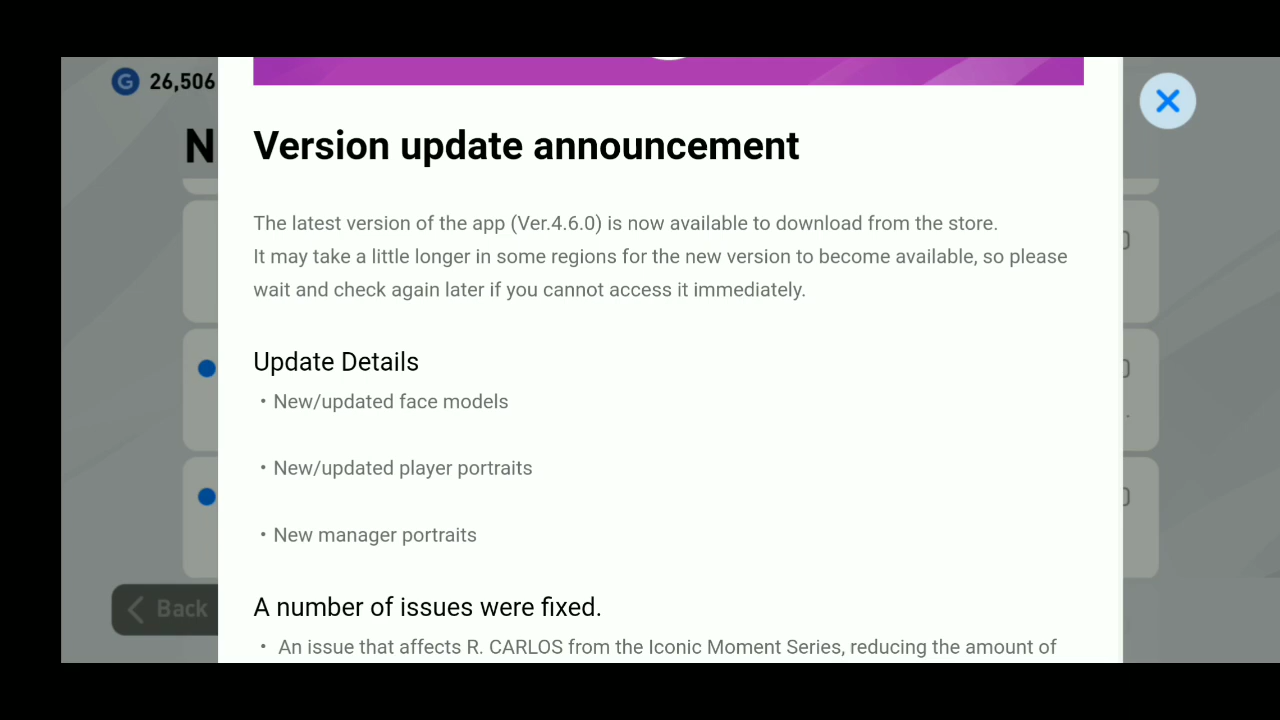 G 26,506
N
Version update announcement
The latest version of the app (Ver.4.6.0) is now available to download from the store.
It may take a little longer in some regions for the new version to become available, so please
wait and check again later if you cannot access it immediately.
Update Details
・New/updated face models
・New/updated player portraits
・New manager portraits
Back
A number of issues were fixed.
・ An issue that affects R. CARLOS from the Iconic Moment Series, reducing the amount of